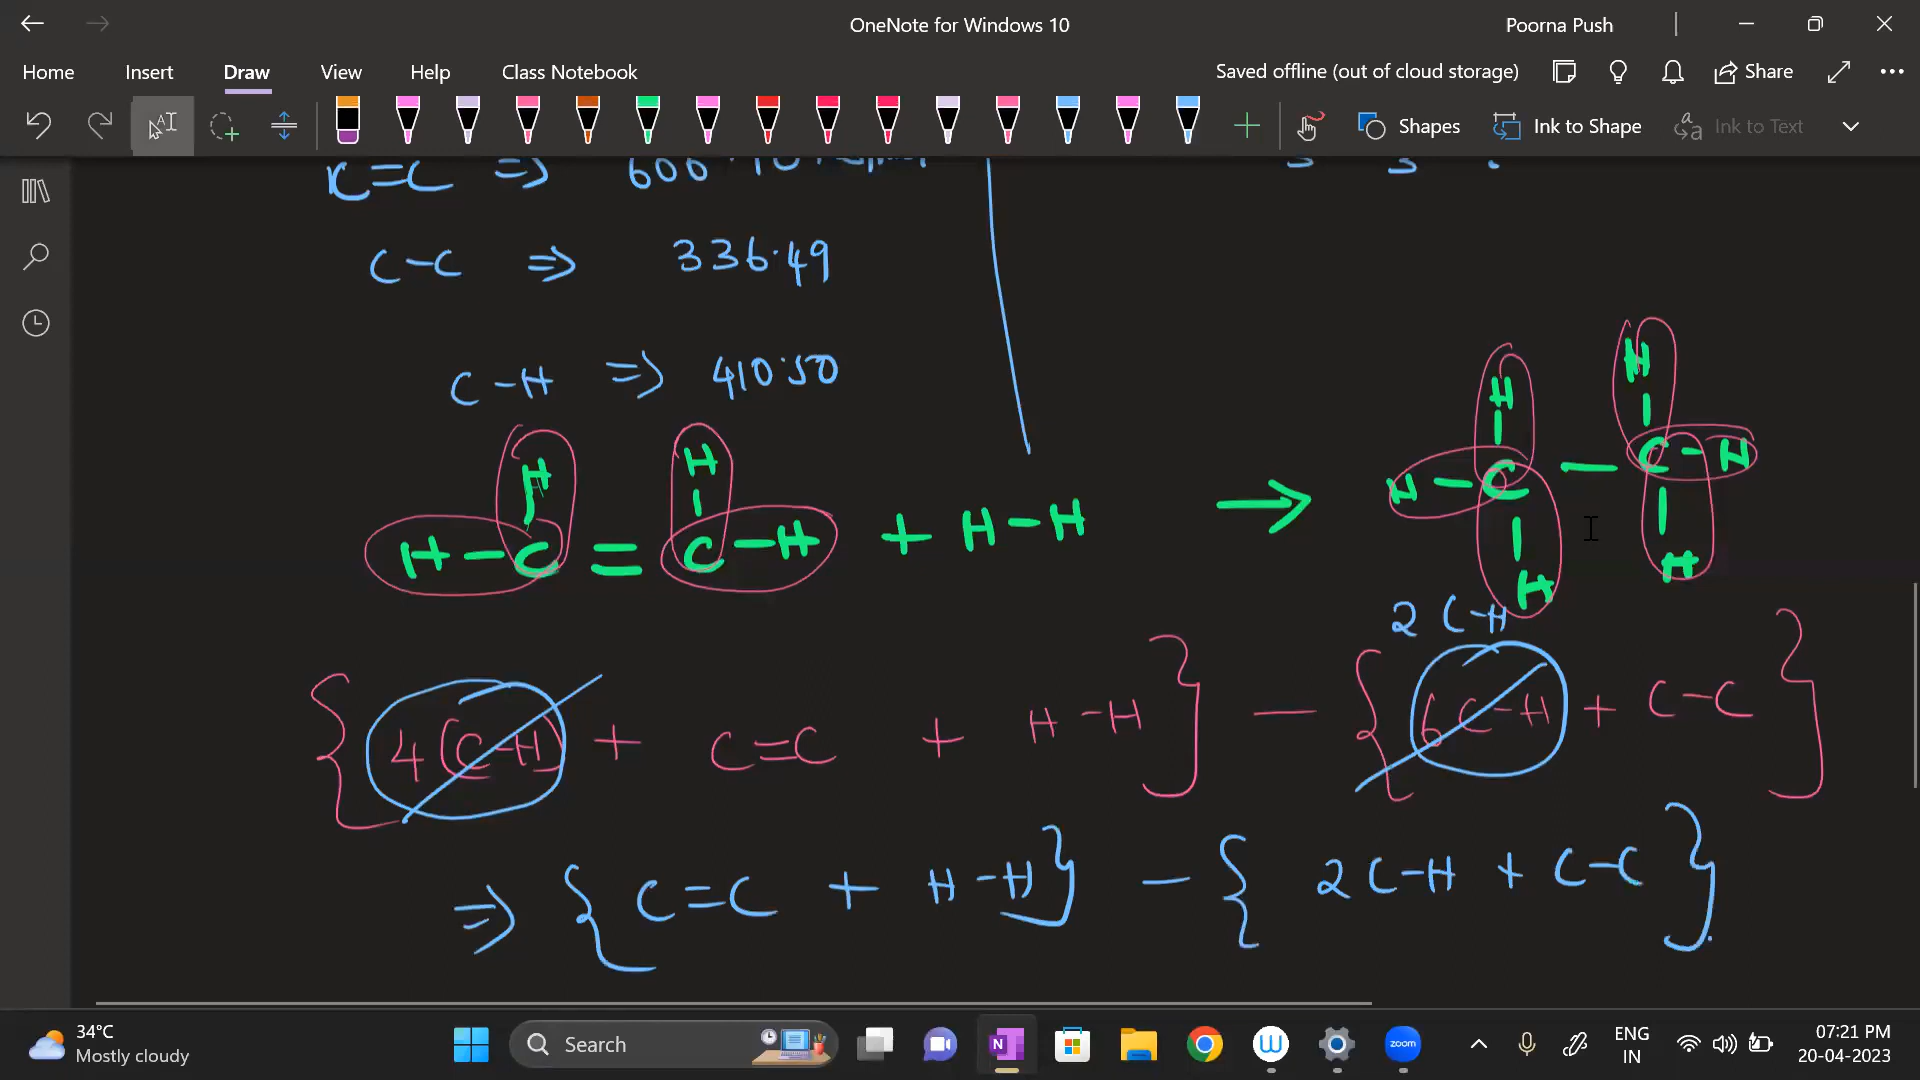 OneNote for Windows 10
Poorna Push
Home Insert Draw View Help Class Notebook
Saved offline (out of cloud storage)
Share
Shapes
Ink to Shape
Ink to Text
C=C =>
C-C => 336.49
C-H => 410.50
H H H H
H-C = C-H + H-H → H-C-C-H
H H
2 C-H
{ 4 (C-H) + C=C + H-H } - { 6 C-H + C-C }
=> { C=C + H-H } - { 2 C-H + C-C }
34°C
Mostly cloudy
Search
zoom
ENG
IN
07:21 PM
20-04-2023